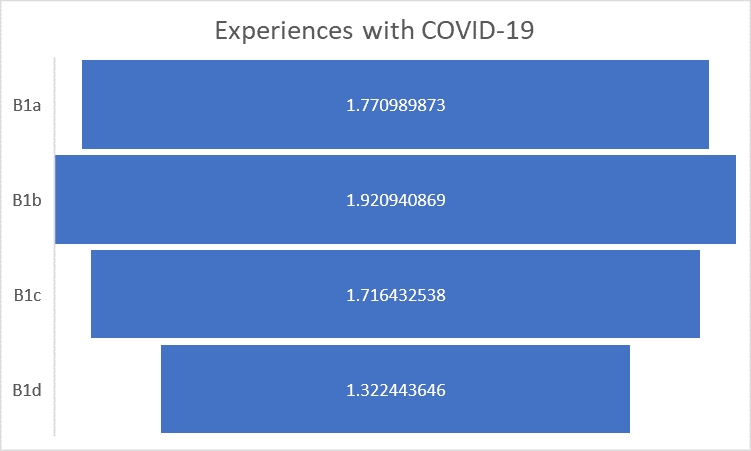 Experiences with COVID-19
B1a 1.770989873
B1b 1.920940869
B1c 1.716432538
B1d 1.322443646